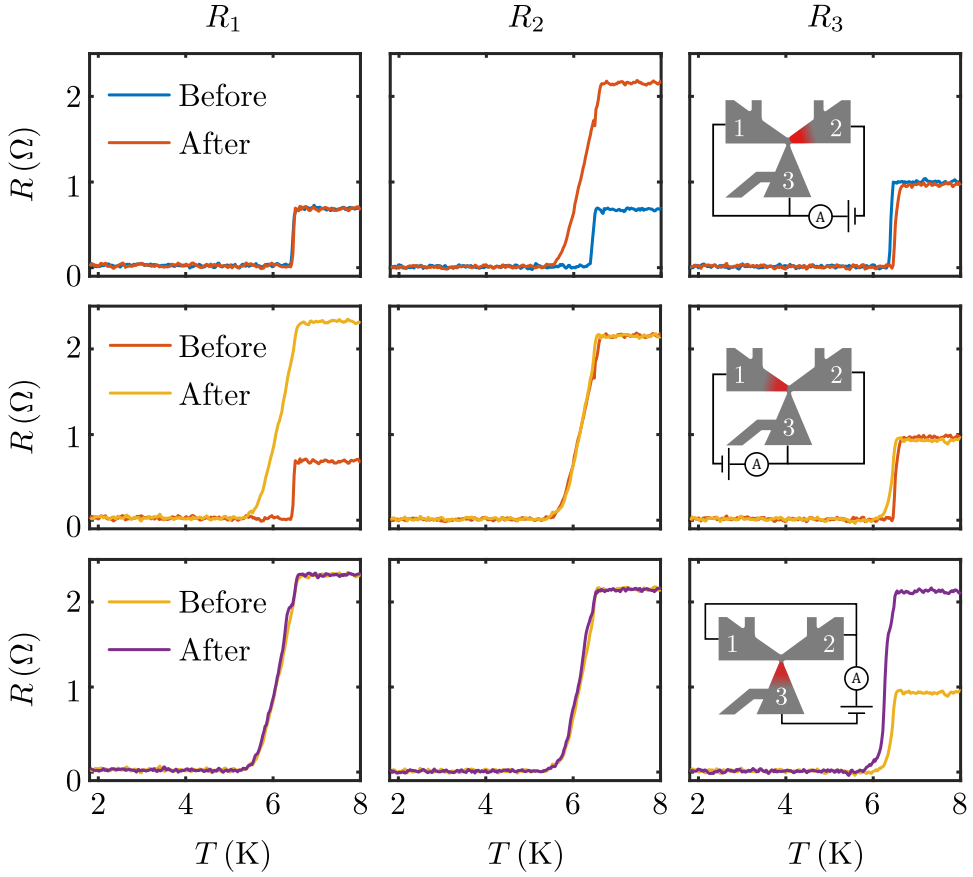 R₁ R₂ R₃
R (Ω)
2
1
0
Before
After
1 2
3
A
R (Ω)
2
1
0
Before
After
1 2
3
A
R (Ω)
2
1
0
Before
After
1 2
3
A
2 4 6 8 2 4 6 8 2 4 6 8
T (K) T (K) T (K)